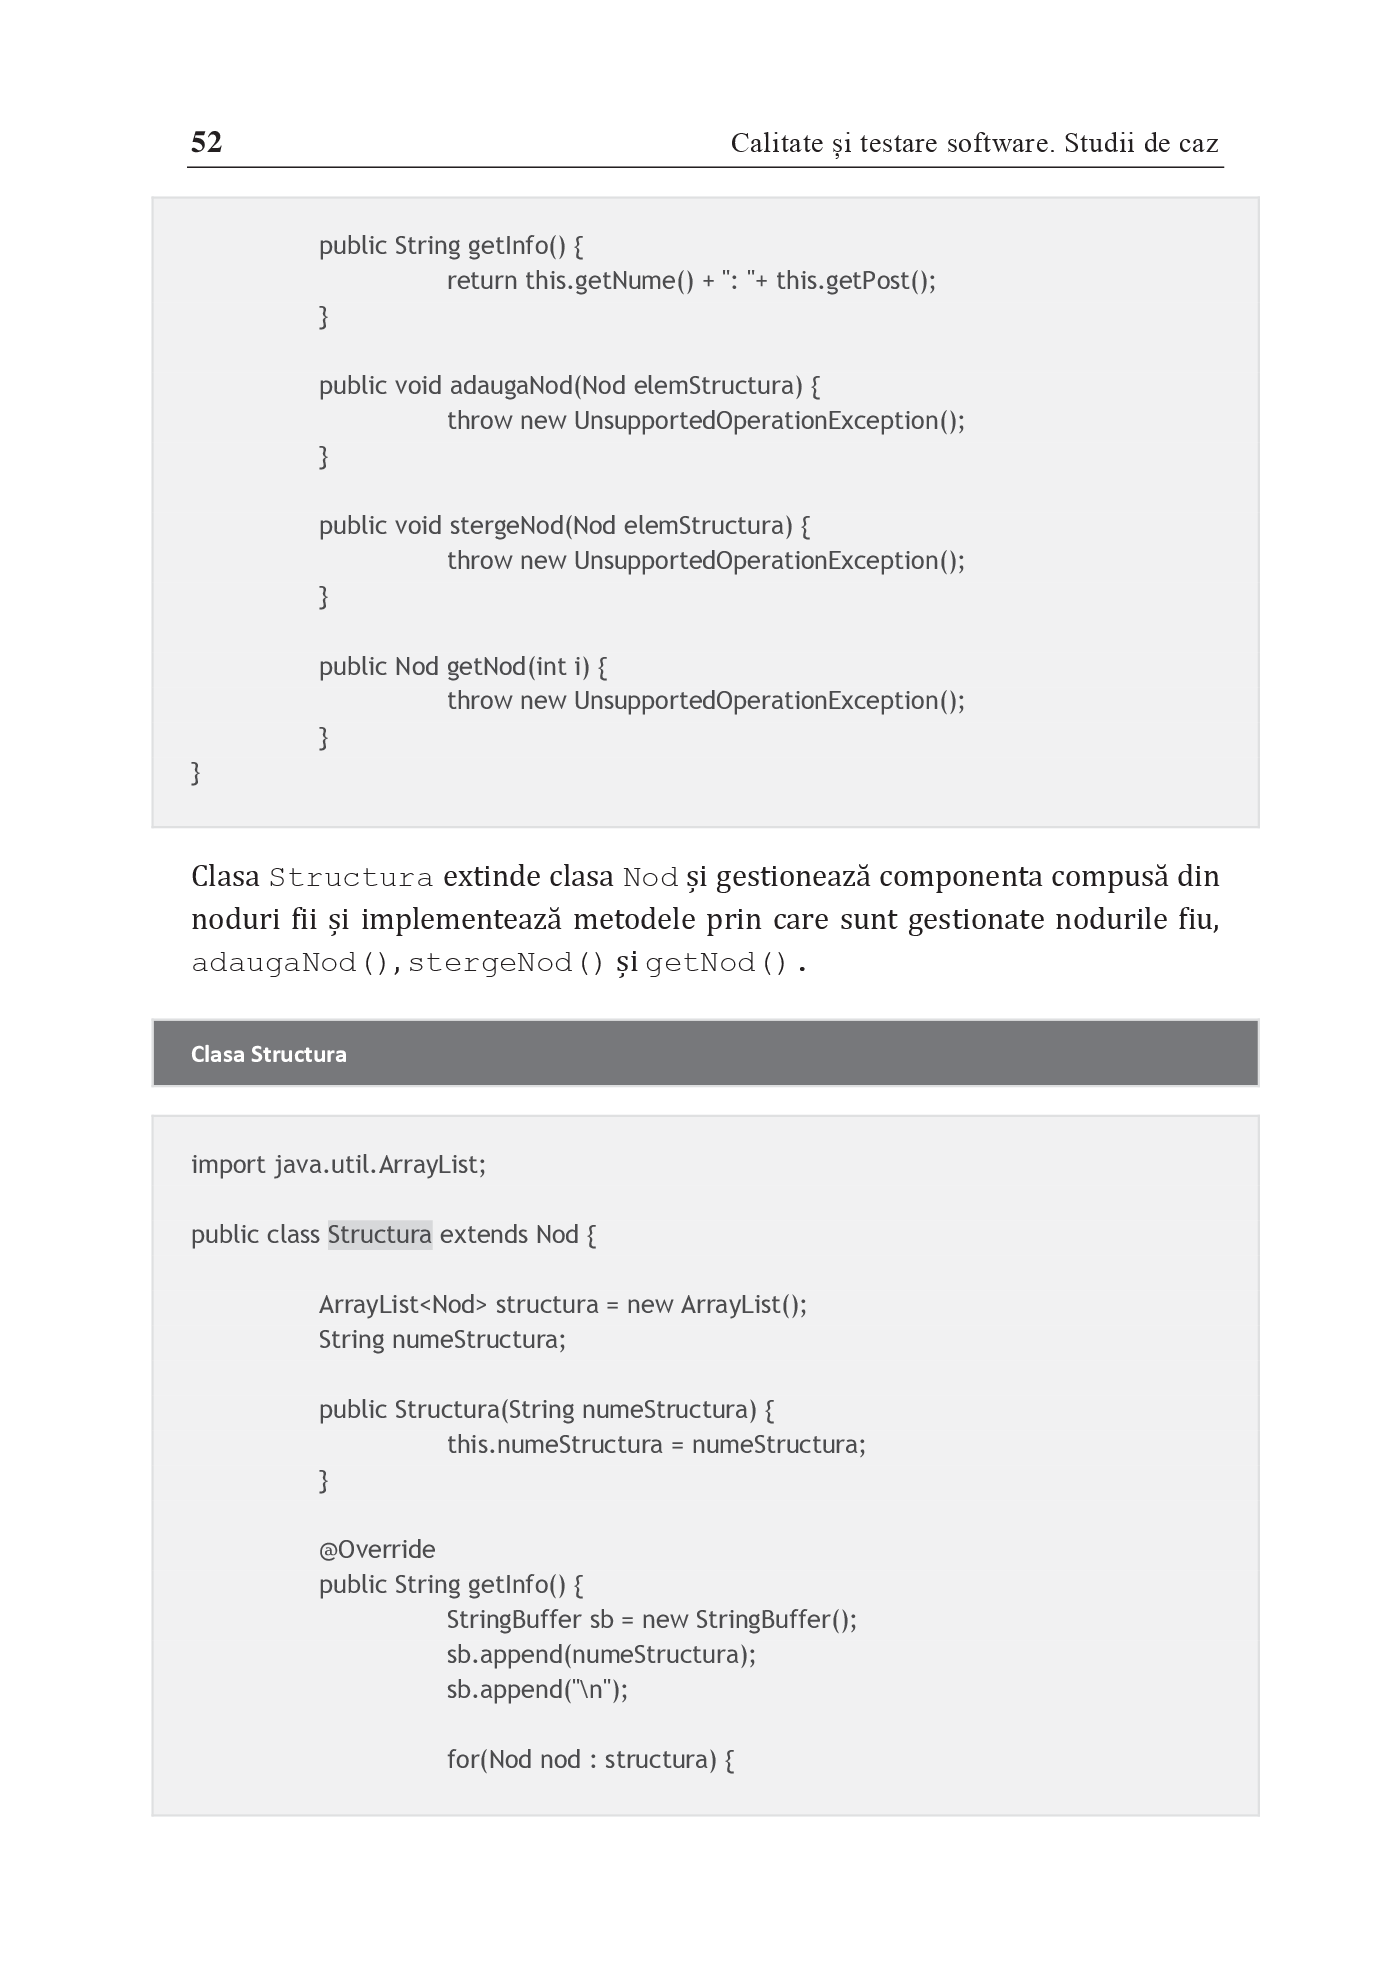 52 Calitate și testare software. Studii de caz
public String getInfo() {
return this.getNume() + ": "+ this.getPost();
}
public void adaugaNod(Nod elemStructura) {
throw new UnsupportedOperationException();
}
public void stergeNod(Nod elemStructura) {
throw new UnsupportedOperationException();
}
public Nod getNod(int i) {
throw new UnsupportedOperationException();
}
}
Clasa Structura extinde clasa Nod și gestionează componenta compusă din
noduri fii și implementează metodele prin care sunt gestionate nodurile fiu,
adaugaNod(), stergeNod() și getNod().
Clasa Structura
import java.util.ArrayList;
public class Structura extends Nod {
ArrayList<Nod> structura = new ArrayList();
String numeStructura;
public Structura(String numeStructura) {
this.numeStructura = numeStructura;
}
@Override
public String getInfo() {
StringBuffer sb = new StringBuffer();
sb.append(numeStructura);
sb.append("\n");
for(Nod nod : structura) {